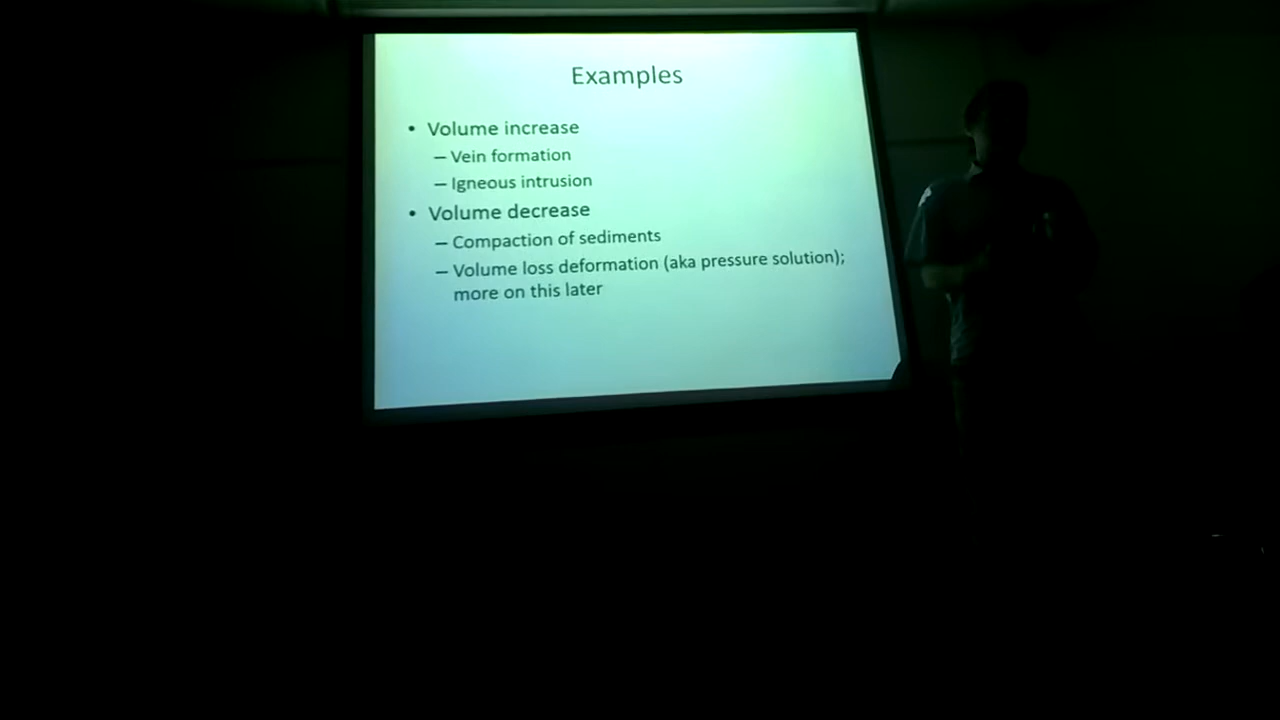 Examples
• Volume increase
– Vein formation
– Igneous intrusion
• Volume decrease
– Compaction of sediments
– Volume loss deformation (aka pressure solution);
more on this later